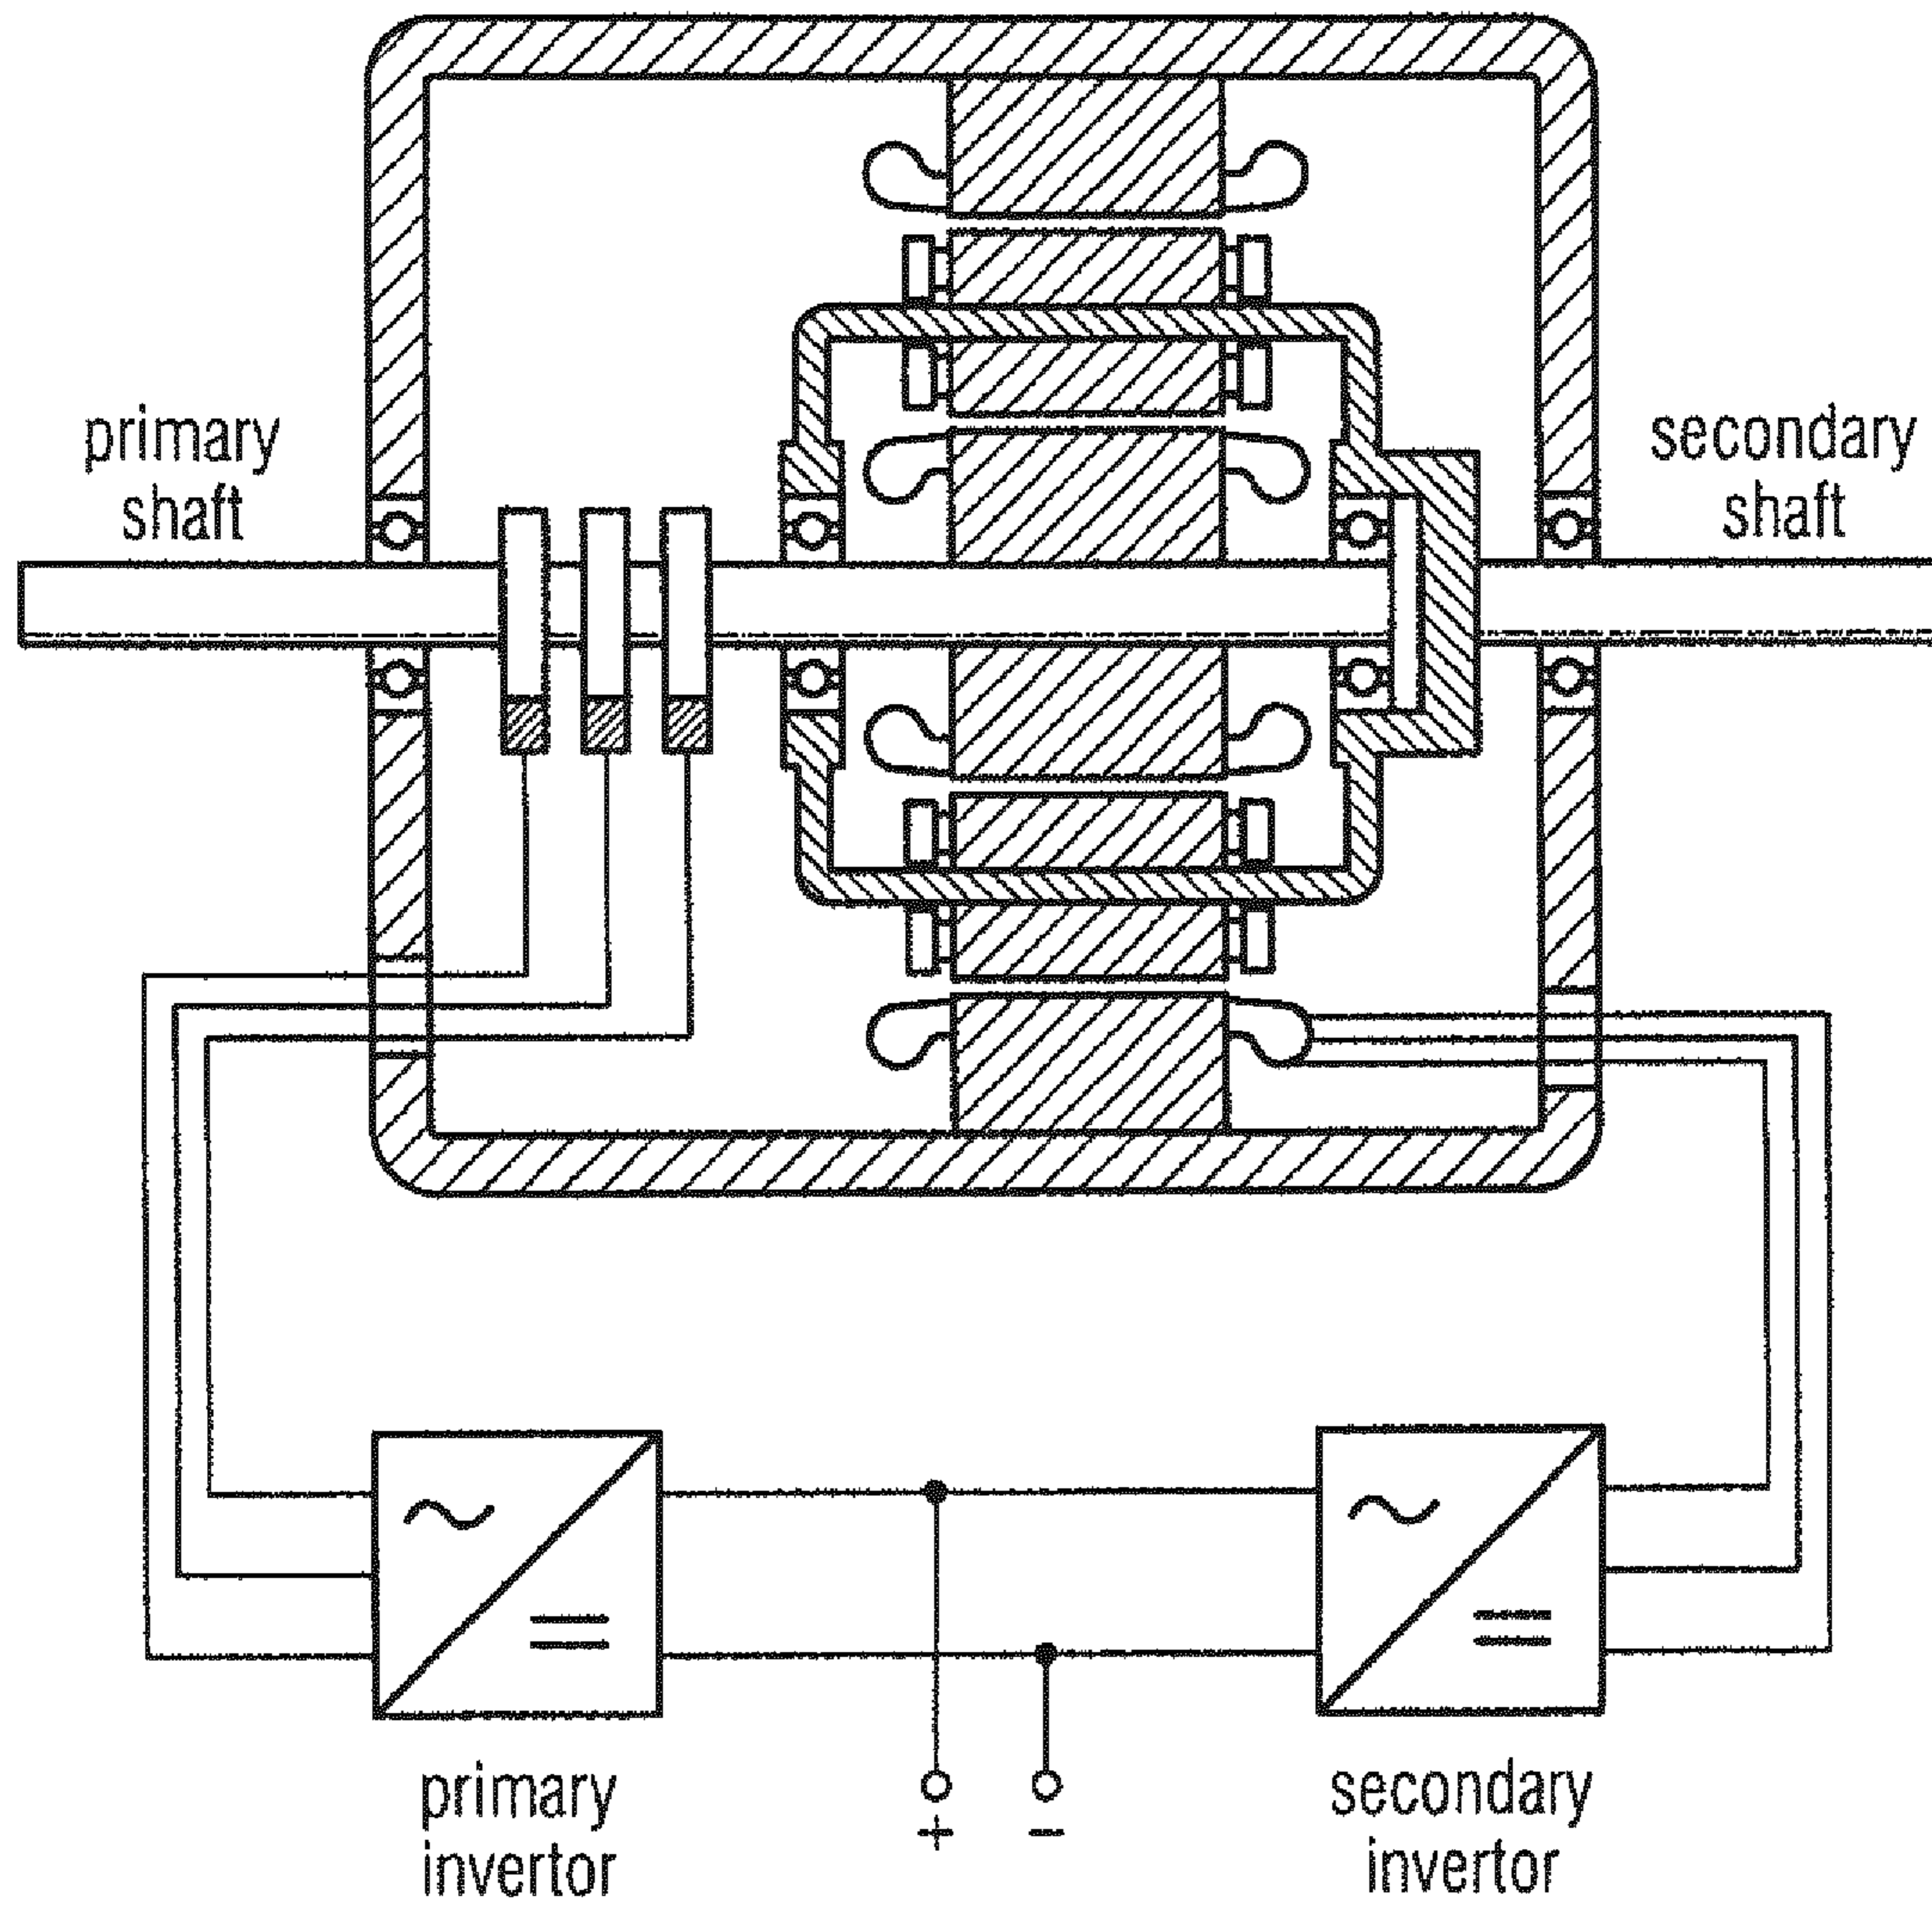 primary
shaft
secondary
shaft
primary
invertor
+ −
secondary
invertor